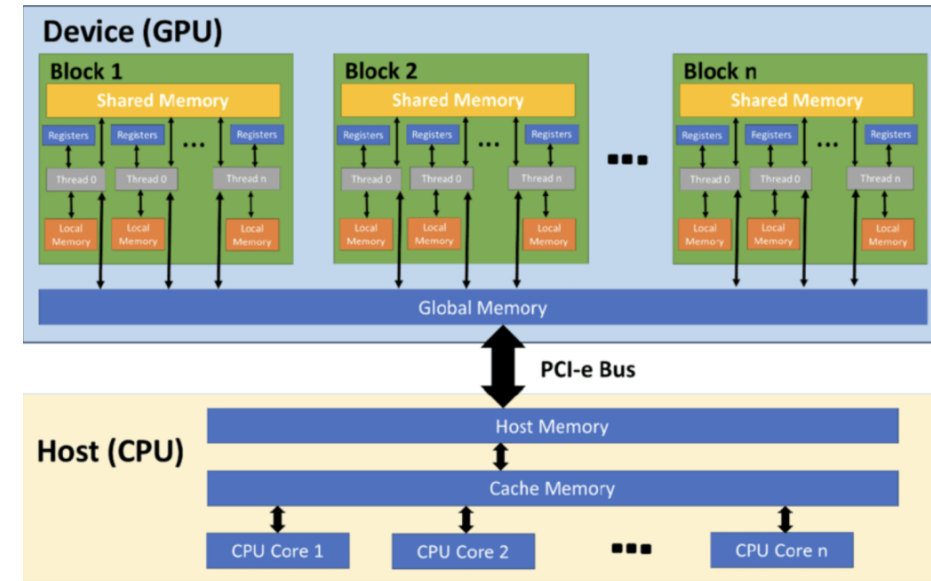 Device (GPU)
Block 1
Shared Memory
Registers
Registers
...
Registers
Thread 0
Thread 0
Thread n
Local
Memory
Local
Memory
Local
Memory
Block 2
Shared Memory
Registers
Registers
...
Registers
Thread 0
Thread 0
Thread n
Local
Memory
Local
Memory
Local
Memory
...
Block n
Shared Memory
Registers
Fegisters
...
Registers
Thread 0
Thread 0
Thread n
Local
Memory
Local
Memory
Local
Memory
Global Memory
PCI-e Bus
Host (CPU)
Host Memory
Cache Memory
CPU Core 1
CPU Core 2
...
CPU Core n